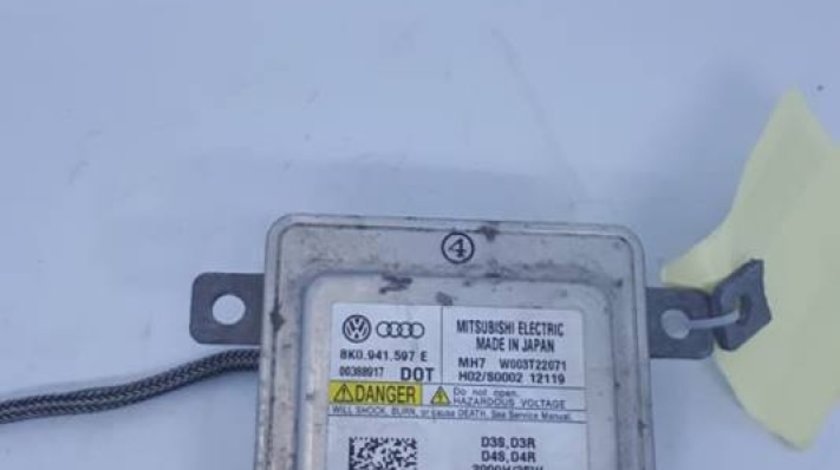 4
MITSUBISHI ELECTRIC
MADE IN JAPAN
8K0.941.597 E
MH7 W003T22071
00388917 DOT
H02/S0002 12119
DANGER
Do not open.
HAZARDOUS VOLTAGE
WILL SHOCK, BURN, or cause DEATH. See Service Manual.
D3S, D3R
D4S, D4R